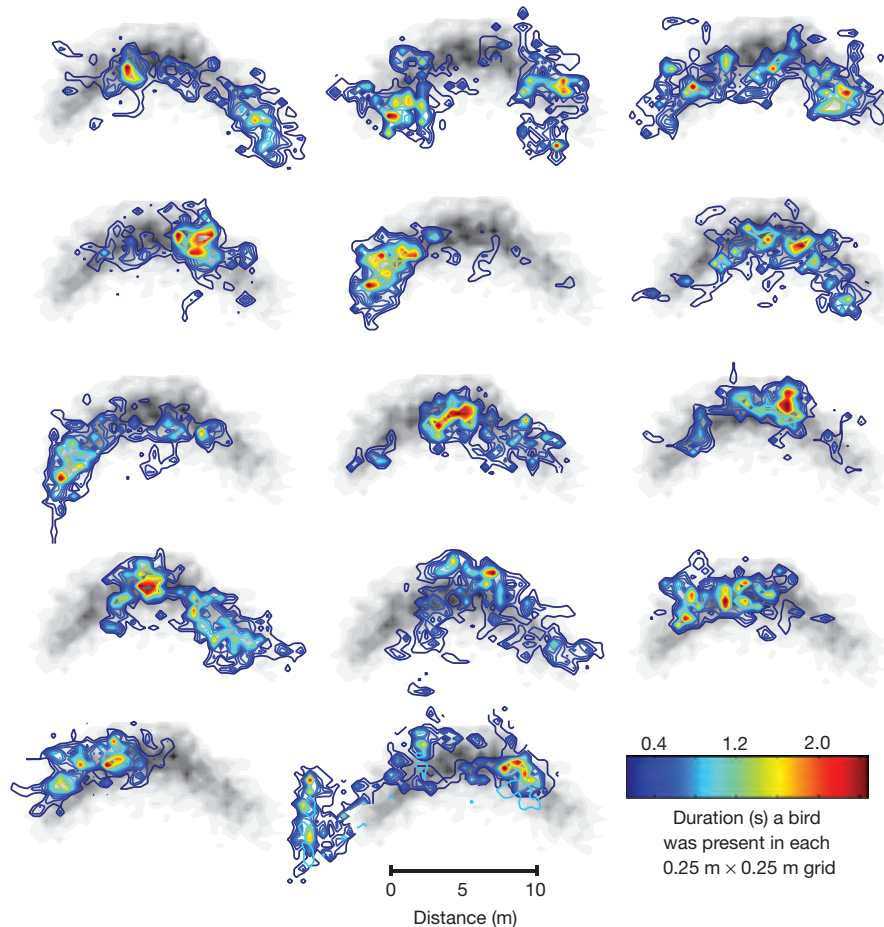 0.4 1.2 2.0
Duration (s) a bird
was present in each
0.25 m × 0.25 m grid
0 5 10
Distance (m)